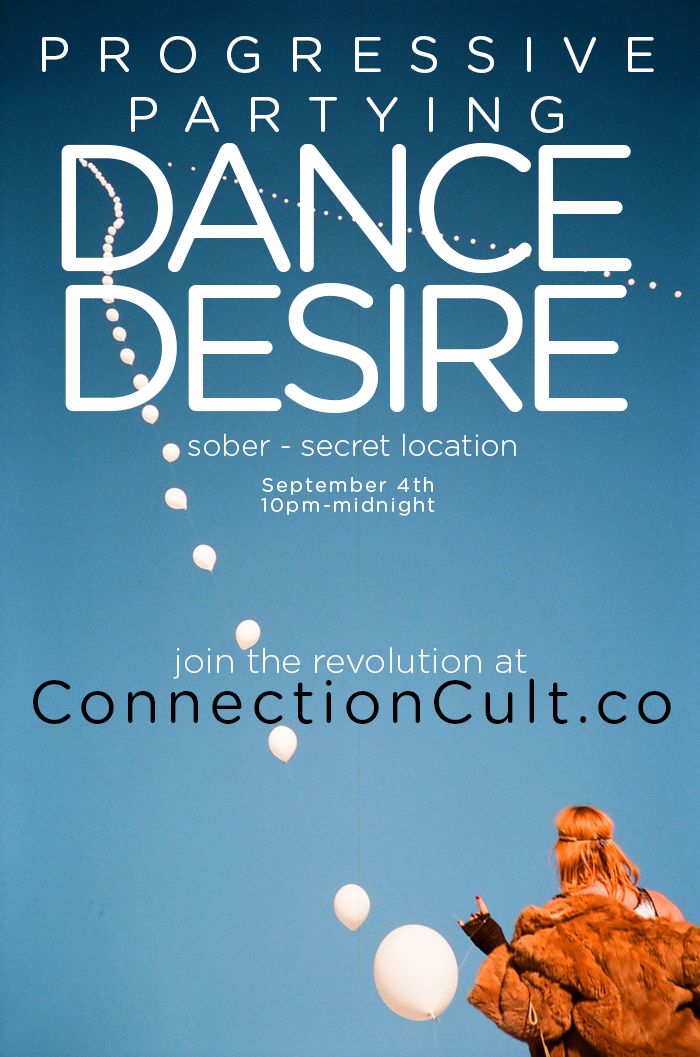 PROGRESSIVE
PARTYING
DANCE
DESIRE
sober - secret location
September 4th
10pm-midnight
join the revolution at
ConnectionCult.co